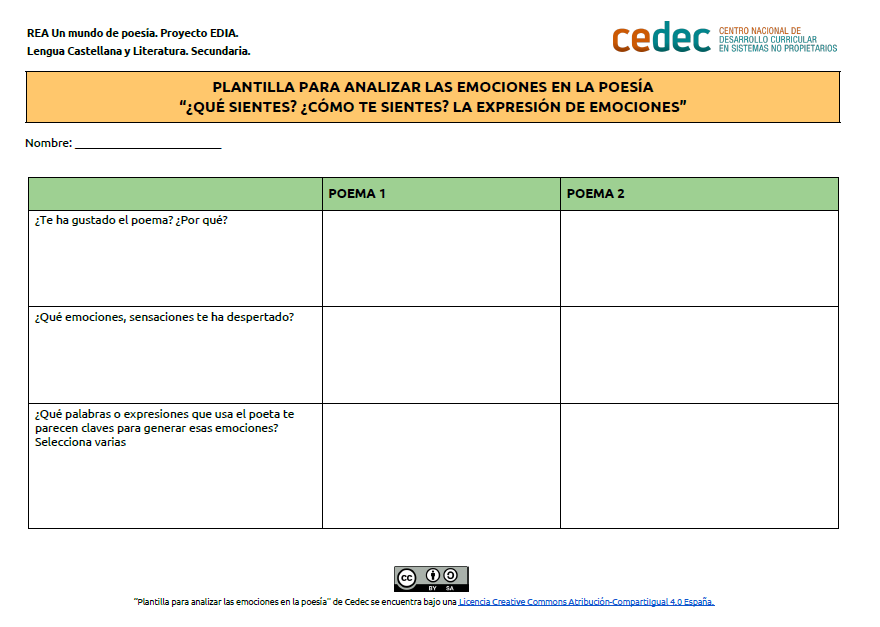 REA Un mundo de poesía. Proyecto EDIA.
Lengua Castellana y Literatura. Secundaria.
cedec
CENTRO NACIONAL DE
DESARROLLO CURRICULAR
EN SISTEMAS NO PROPIETARIOS
PLANTILLA PARA ANALIZAR LAS EMOCIONES EN LA POESÍA
“¿QUÉ SIENTES? ¿CÓMO TE SIENTES? LA EXPRESIÓN DE EMOCIONES”
Nombre: ______________________
POEMA 1
POEMA 2
¿Te ha gustado el poema? ¿Por qué?
¿Qué emociones, sensaciones te ha despertado?
¿Qué palabras o expresiones que usa el poeta te
parecen claves para generar esas emociones?
Selecciona varias
cc
BY SA
"Plantilla para analizar las emociones en la poesía" de Cedec se encuentra bajo una Licencia Creative Commons Atribución-CompartiIgual 4.0 España.